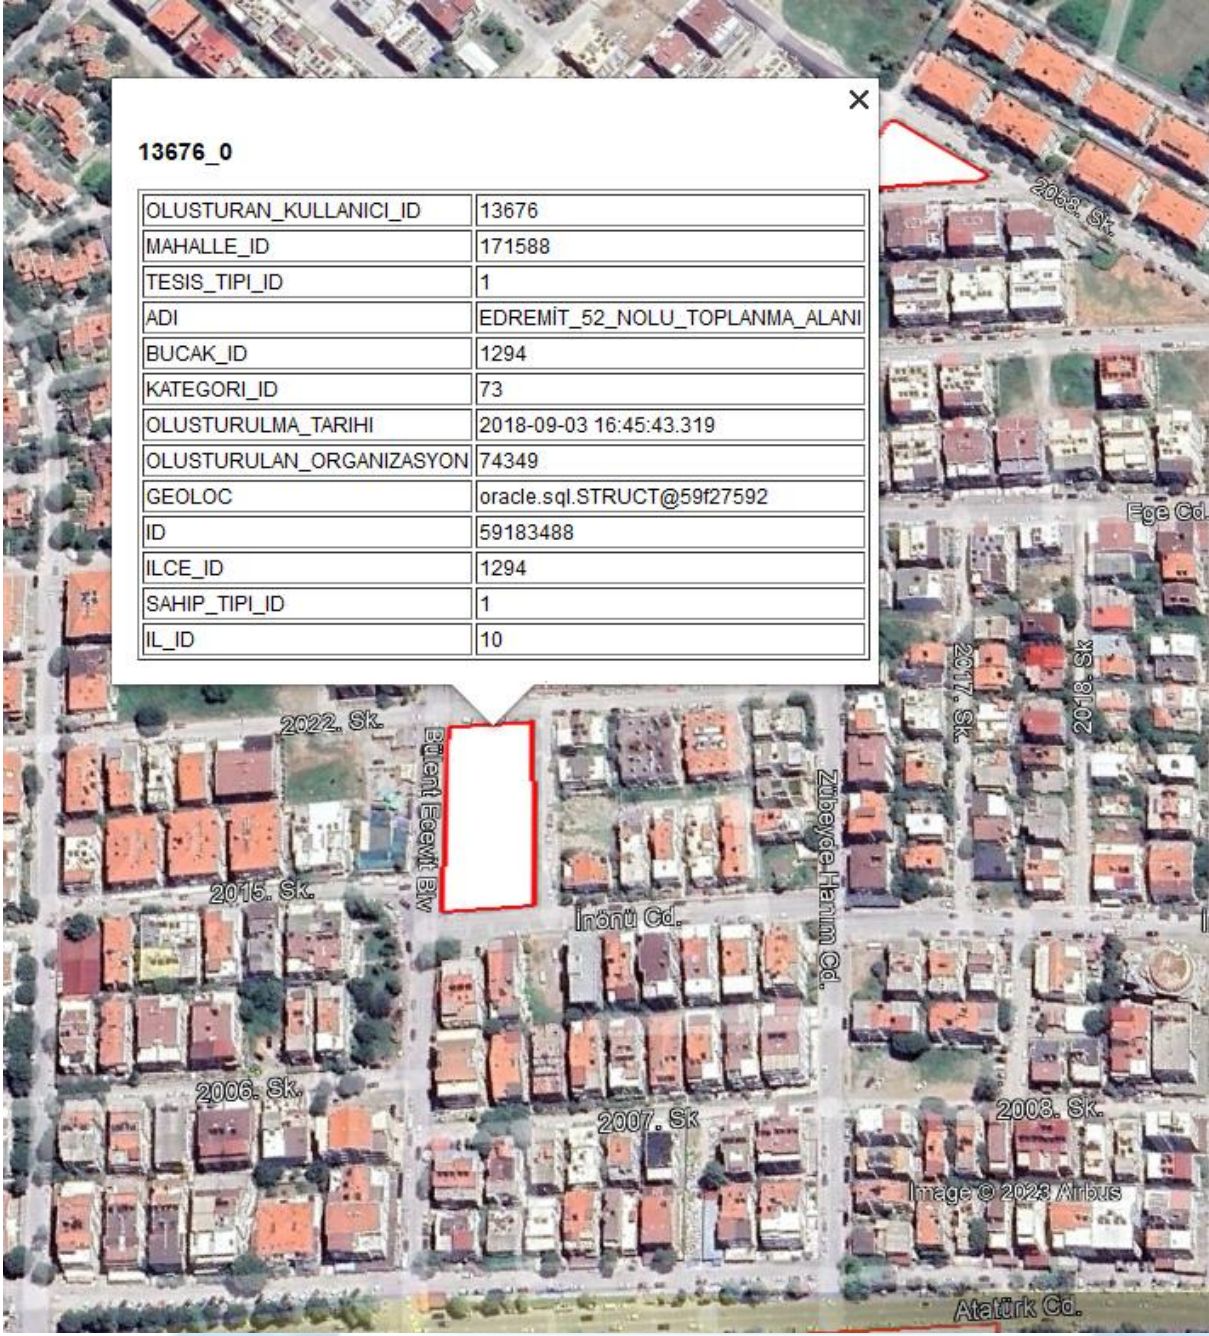 13676_0
OLUSTURAN_KULLANICI_ID 13676
MAHALLE_ID 171588
TESIS_TIPI_ID 1
ADI EDREMİT_52_NOLU_TOPLANMA_ALANI
BUCAK_ID 1294
KATEGORI_ID 73
OLUSTURULMA_TARIHI 2018-09-03 16:45:43.319
OLUSTURULAN_ORGANIZASYON 74349
GEOLOC oracle.sql.STRUCT@59f27592
ID 59183488
ILCE_ID 1294
SAHIP_TIPI_ID 1
IL_ID 10
2058. Sk.
Ege Cd.
2017. Sk.
2018. Sk
2022. Sk.
Bülent Ecevit Blv
Zübeyde Hanım Cd.
2015. Sk.
İnönü Cd.
2006. Sk.
2007. Sk
2008. Sk.
Image © 2023 Airbus
Atatürk Cd.